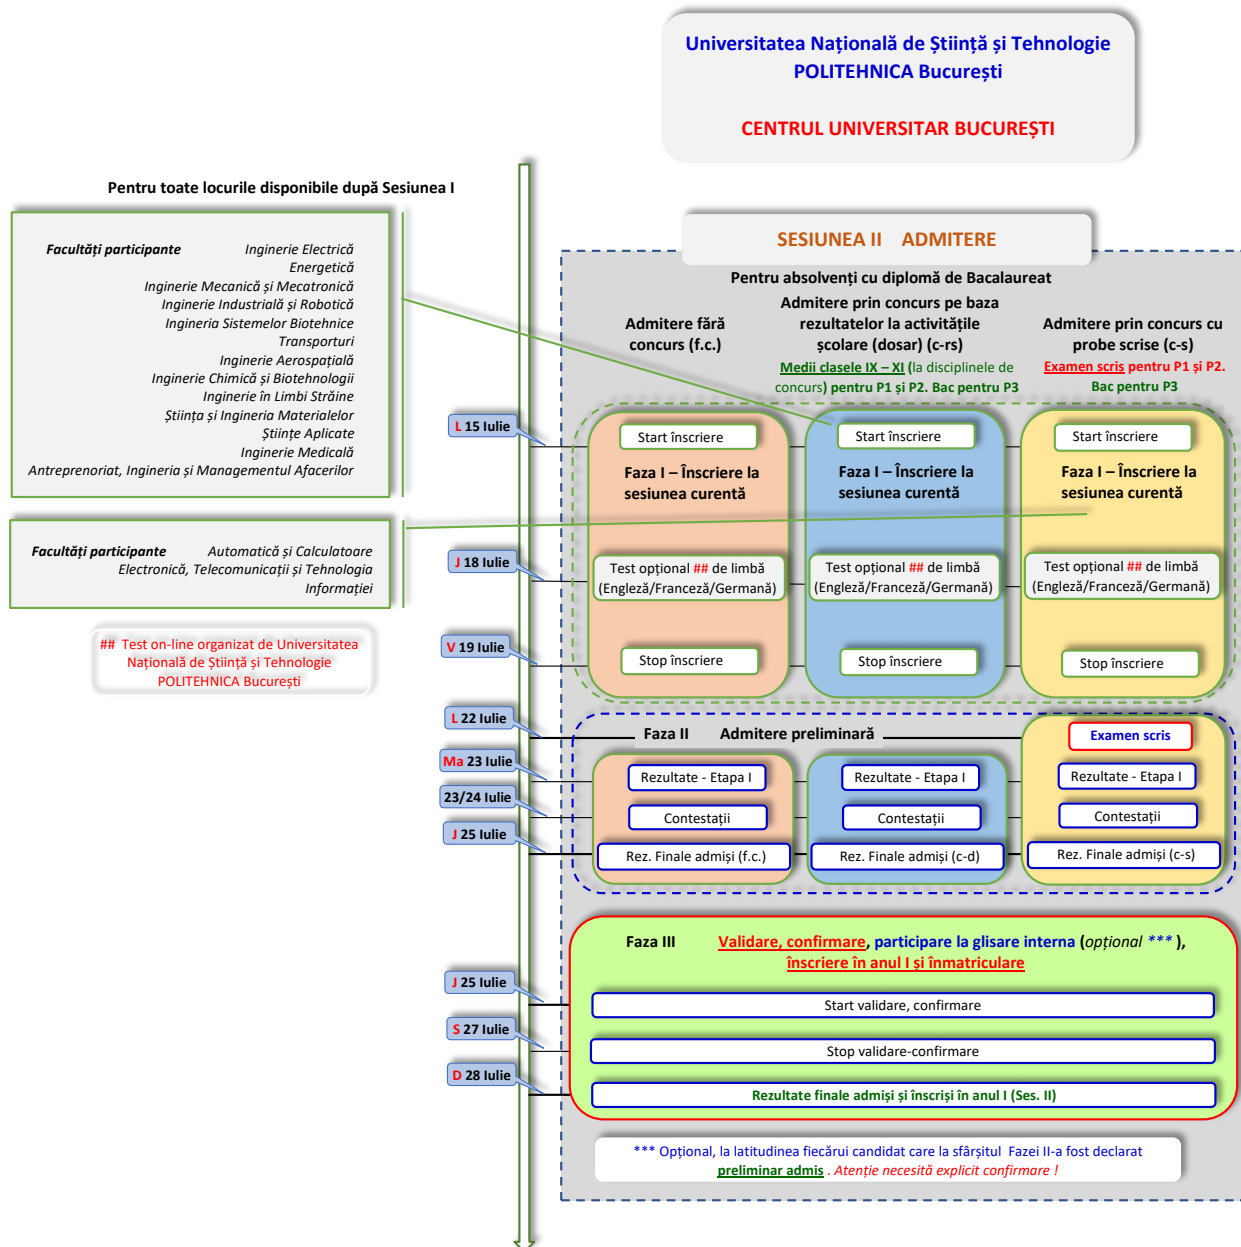 Universitatea Națională de Știință și Tehnologie
POLITEHNICA București
CENTRUL UNIVERSITAR BUCUREȘTI
Pentru toate locurile disponibile după Sesiunea I
Facultăți participante Inginerie Electrică
Energetică
Inginerie Mecanică și Mecatronică
Inginerie Industrială și Robotică
Ingineria Sistemelor Biotehnice
Transporturi
Inginerie Aerospațială
Inginerie Chimică și Biotehnologii
Inginerie în Limbi Străine
Știința și Ingineria Materialelor
Științe Aplicate
Inginerie Medicală
Antreprenoriat, Ingineria și Managementul Afacerilor
Facultăți participante Automatică și Calculatoare
Electronică, Telecomunicații și Tehnologia
Informației
## Test on-line organizat de Universitatea
Națională de Știință și Tehnologie
POLITEHNICA București
SESIUNEA II ADMITERE
Pentru absolvenți cu diplomă de Bacalaureat
Admitere fără
concurs (f.c.)
Admitere prin concurs pe baza
rezultatelor la activitățile
școlare (dosar) (c-rs)
Medii clasele IX – XI (la disciplinele de
concurs) pentru P1 și P2. Bac pentru P3
Admitere prin concurs cu
probe scrise (c-s)
Examen scris pentru P1 și P2.
Bac pentru P3
L 15 Iulie
Start înscriere
Start înscriere
Start înscriere
Faza I – Înscriere la
sesiunea curentă
Faza I – Înscriere la
sesiunea curentă
Faza I – Înscriere la
sesiunea curentă
J 18 Iulie
Test opțional ## de limbă
(Engleză/Franceză/Germană)
Test opțional ## de limbă
(Engleză/Franceză/Germană)
Test opțional ## de limbă
(Engleză/Franceză/Germană)
V 19 Iulie
Stop înscriere
Stop înscriere
Stop înscriere
L 22 Iulie
Faza II Admitere preliminară
Examen scris
Ma 23 Iulie
Rezultate - Etapa I
Rezultate - Etapa I
Rezultate - Etapa I
23/24 Iulie
Contestații
Contestații
Contestații
J 25 Iulie
Rez. Finale admiși (f.c.)
Rez. Finale admiși (c-d)
Rez. Finale admiși (c-s)
Faza III Validare, confirmare, participare la glisare interna (opțional *** ),
înscriere în anul I și înmatriculare
J 25 Iulie
Start validare, confirmare
S 27 Iulie
Stop validare-confirmare
D 28 Iulie
Rezultate finale admiși și înscriși în anul I (Ses. II)
*** Opțional, la latitudinea fiecărui candidat care la sfârșitul Fazei II-a fost declarat
preliminar admis . Atenție necesită explicit confirmare !